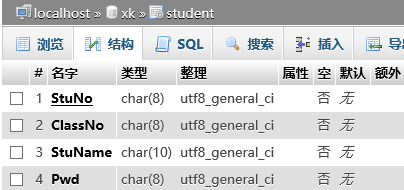 localhost » xk » student
浏览 结构 SQL 搜索 插入
# 名字 类型 整理 属性 空 默认 额外
1 StuNo char(8) utf8_general_ci 否 无
2 ClassNo char(8) utf8_general_ci 否 无
3 StuName char(10) utf8_general_ci 否 无
4 Pwd char(8) utf8_general_ci 否 无